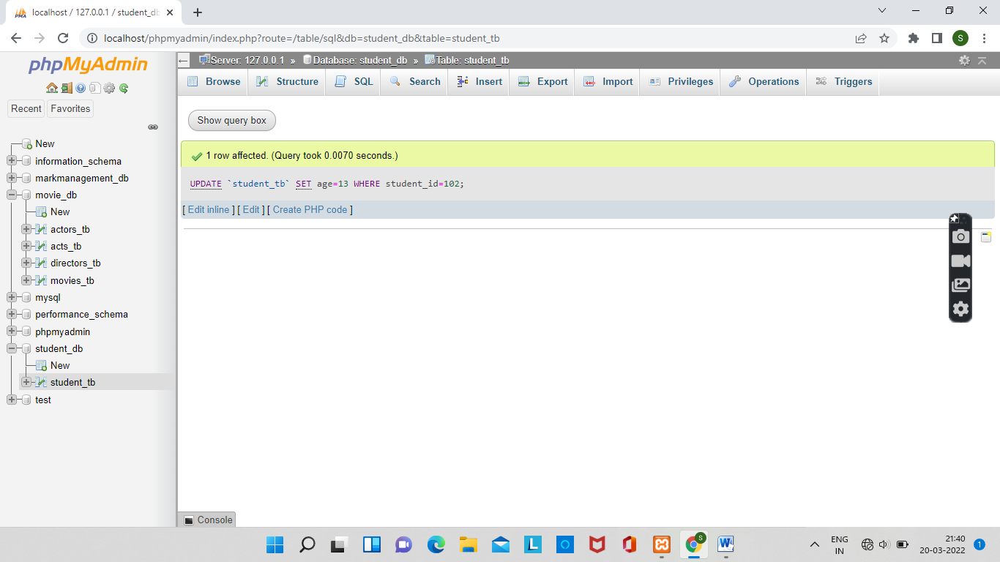 localhost / 127.0.0.1 / student_db
localhost/phpmyadmin/index.php?route=/table/sql&db=student_db&table=student_tb
S
phpMyAdmin
Server: 127.0.0.1 » Database: student_db » Table: student_tb
Browse Structure SQL Search Insert Export Import Privileges Operations Triggers
Recent Favorites
Show query box
New
information_schema
markmanagement_db
movie_db
New
actors_tb
acts_tb
directors_tb
movies_tb
mysql
performance_schema
phpmyadmin
student_db
New
student_tb
test
1 row affected. (Query took 0.0070 seconds.)
UPDATE `student_tb` SET age=13 WHERE student_id=102;
[ Edit inline ] [ Edit ] [ Create PHP code ]
Console
ENG
IN
21:40
20-03-2022
1